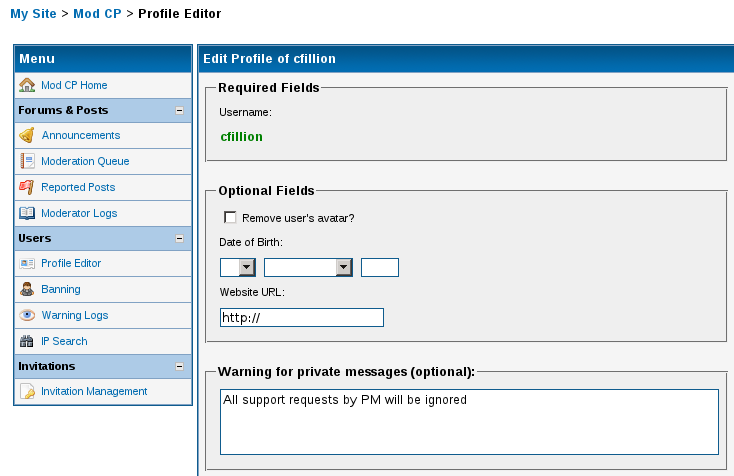 My Site > Mod CP > Profile Editor
Menu
Mod CP Home
Forums & Posts
Announcements
Moderation Queue
Reported Posts
Moderator Logs
Users
Profile Editor
Banning
Warning Logs
IP Search
Invitations
Invitation Management
Edit Profile of cfillion
Required Fields
Username:
cfillion
Optional Fields
Remove user's avatar?
Date of Birth:
Website URL:
http://
Warning for private messages (optional):
All support requests by PM will be ignored